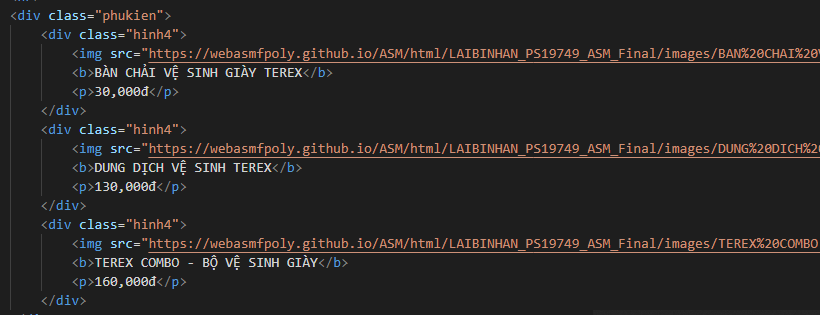 <div class="phukien">
<div class="hinh4">
<img src="https://webasmfpoly.github.io/ASM/html/LAIBINHAN_PS19749_ASM_Final/images/BAN%20CHAI%20
<b>BÀN CHẢI VỆ SINH GIÀY TEREX</b>
<p>30,000đ</p>
</div>
<div class="hinh4">
<img src="https://webasmfpoly.github.io/ASM/html/LAIBINHAN_PS19749_ASM_Final/images/DUNG%20DICH%
<b>DUNG DỊCH VỆ SINH TEREX</b>
<p>130,000đ</p>
</div>
<div class="hinh4">
<img src="https://webasmfpoly.github.io/ASM/html/LAIBINHAN_PS19749_ASM_Final/images/TEREX%20COMBO
<b>TEREX COMBO - BỘ VỆ SINH GIÀY</b>
<p>160,000đ</p>
</div>